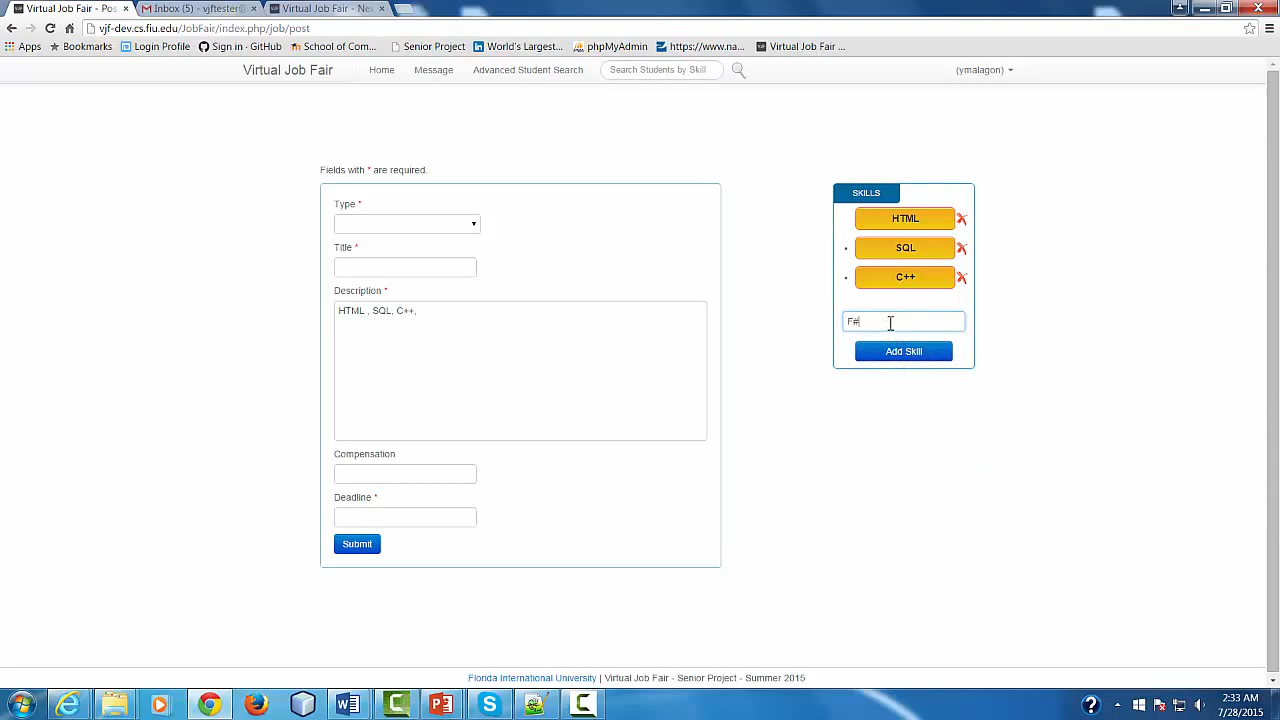 Virtual Job Fair - Pos
Inbox (5) - vjftester@
Virtual Job Fair - Nev
vjf-dev.cs.fiu.edu/JobFair/index.php/job/post
Apps
Bookmarks
Login Profile
Sign in · GitHub
School of Com...
Senior Project
World's Largest...
phpMyAdmin
https://www.na...
Virtual Job Fair ...
Virtual Job Fair
Home
Message
Advanced Student Search
Search Students by Skill
(ymalagon)
Fields with * are required.
Type *
Title *
Description *
HTML , SQL, C++,
Compensation
Deadline *
Submit
SKILLS
HTML
SQL
C++
F#
Add Skill
Florida International University | Virtual Job Fair - Senior Project - Summer 2015
2:33 AM
7/28/2015